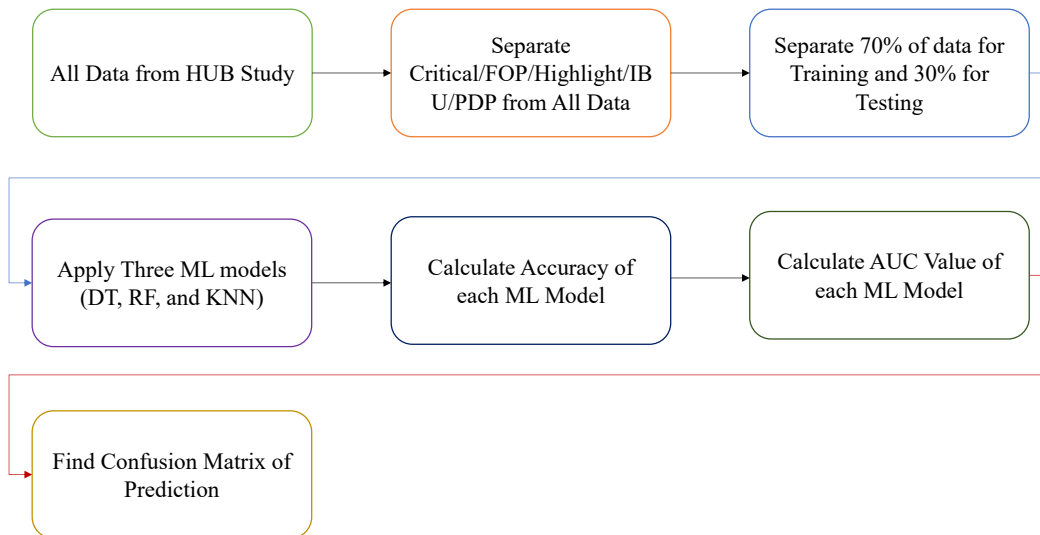 All Data from HUB Study
Separate
Critical/FOP/Highlight/IB
U/PDP from All Data
Separate 70% of data for
Training and 30% for
Testing
Apply Three ML models
(DT, RF, and KNN)
Calculate Accuracy of
each ML Model
Calculate AUC Value of
each ML Model
Find Confusion Matrix of
Prediction